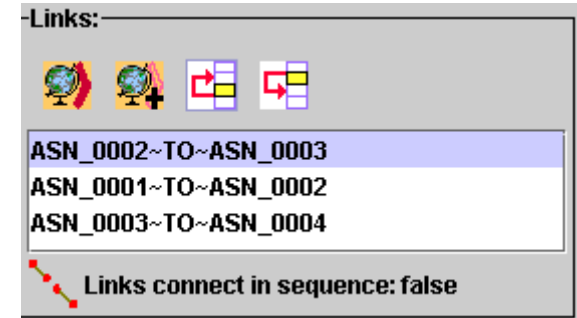 Links:
ASN_0002~TO~ASN_0003
ASN_0001~TO~ASN_0002
ASN_0003~TO~ASN_0004
Links connect in sequence: false